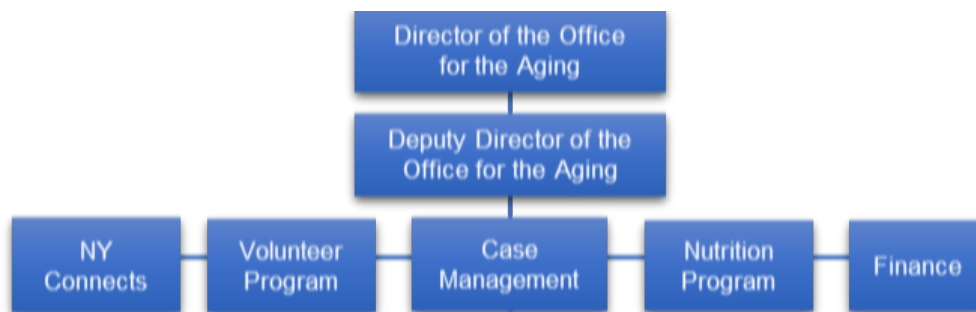 Director of the Office
for the Aging
Deputy Director of the
Office for the Aging
NY
Connects
Volunteer
Program
Case
Management
Nutrition
Program
Finance